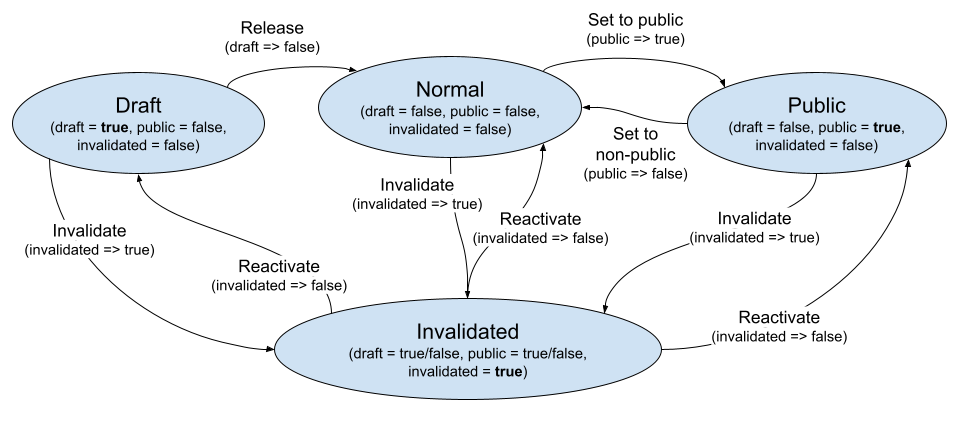 Release
(draft => false)
Set to public
(public => true)
Draft
(draft = true, public = false,
invalidated = false)
Normal
(draft = false, public = false,
invalidated = false)
Public
(draft = false, public = true,
invalidated = false)
Set to
non-public
(public => false)
Invalidate
(invalidated => true)
Reactivate
(invalidated => false)
Invalidate
(invalidated => true)
Reactivate
(invalidated => false)
Invalidate
(invalidated => true)
Reactivate
(invalidated => false)
Invalidated
(draft = true/false, public = true/false,
invalidated = true)